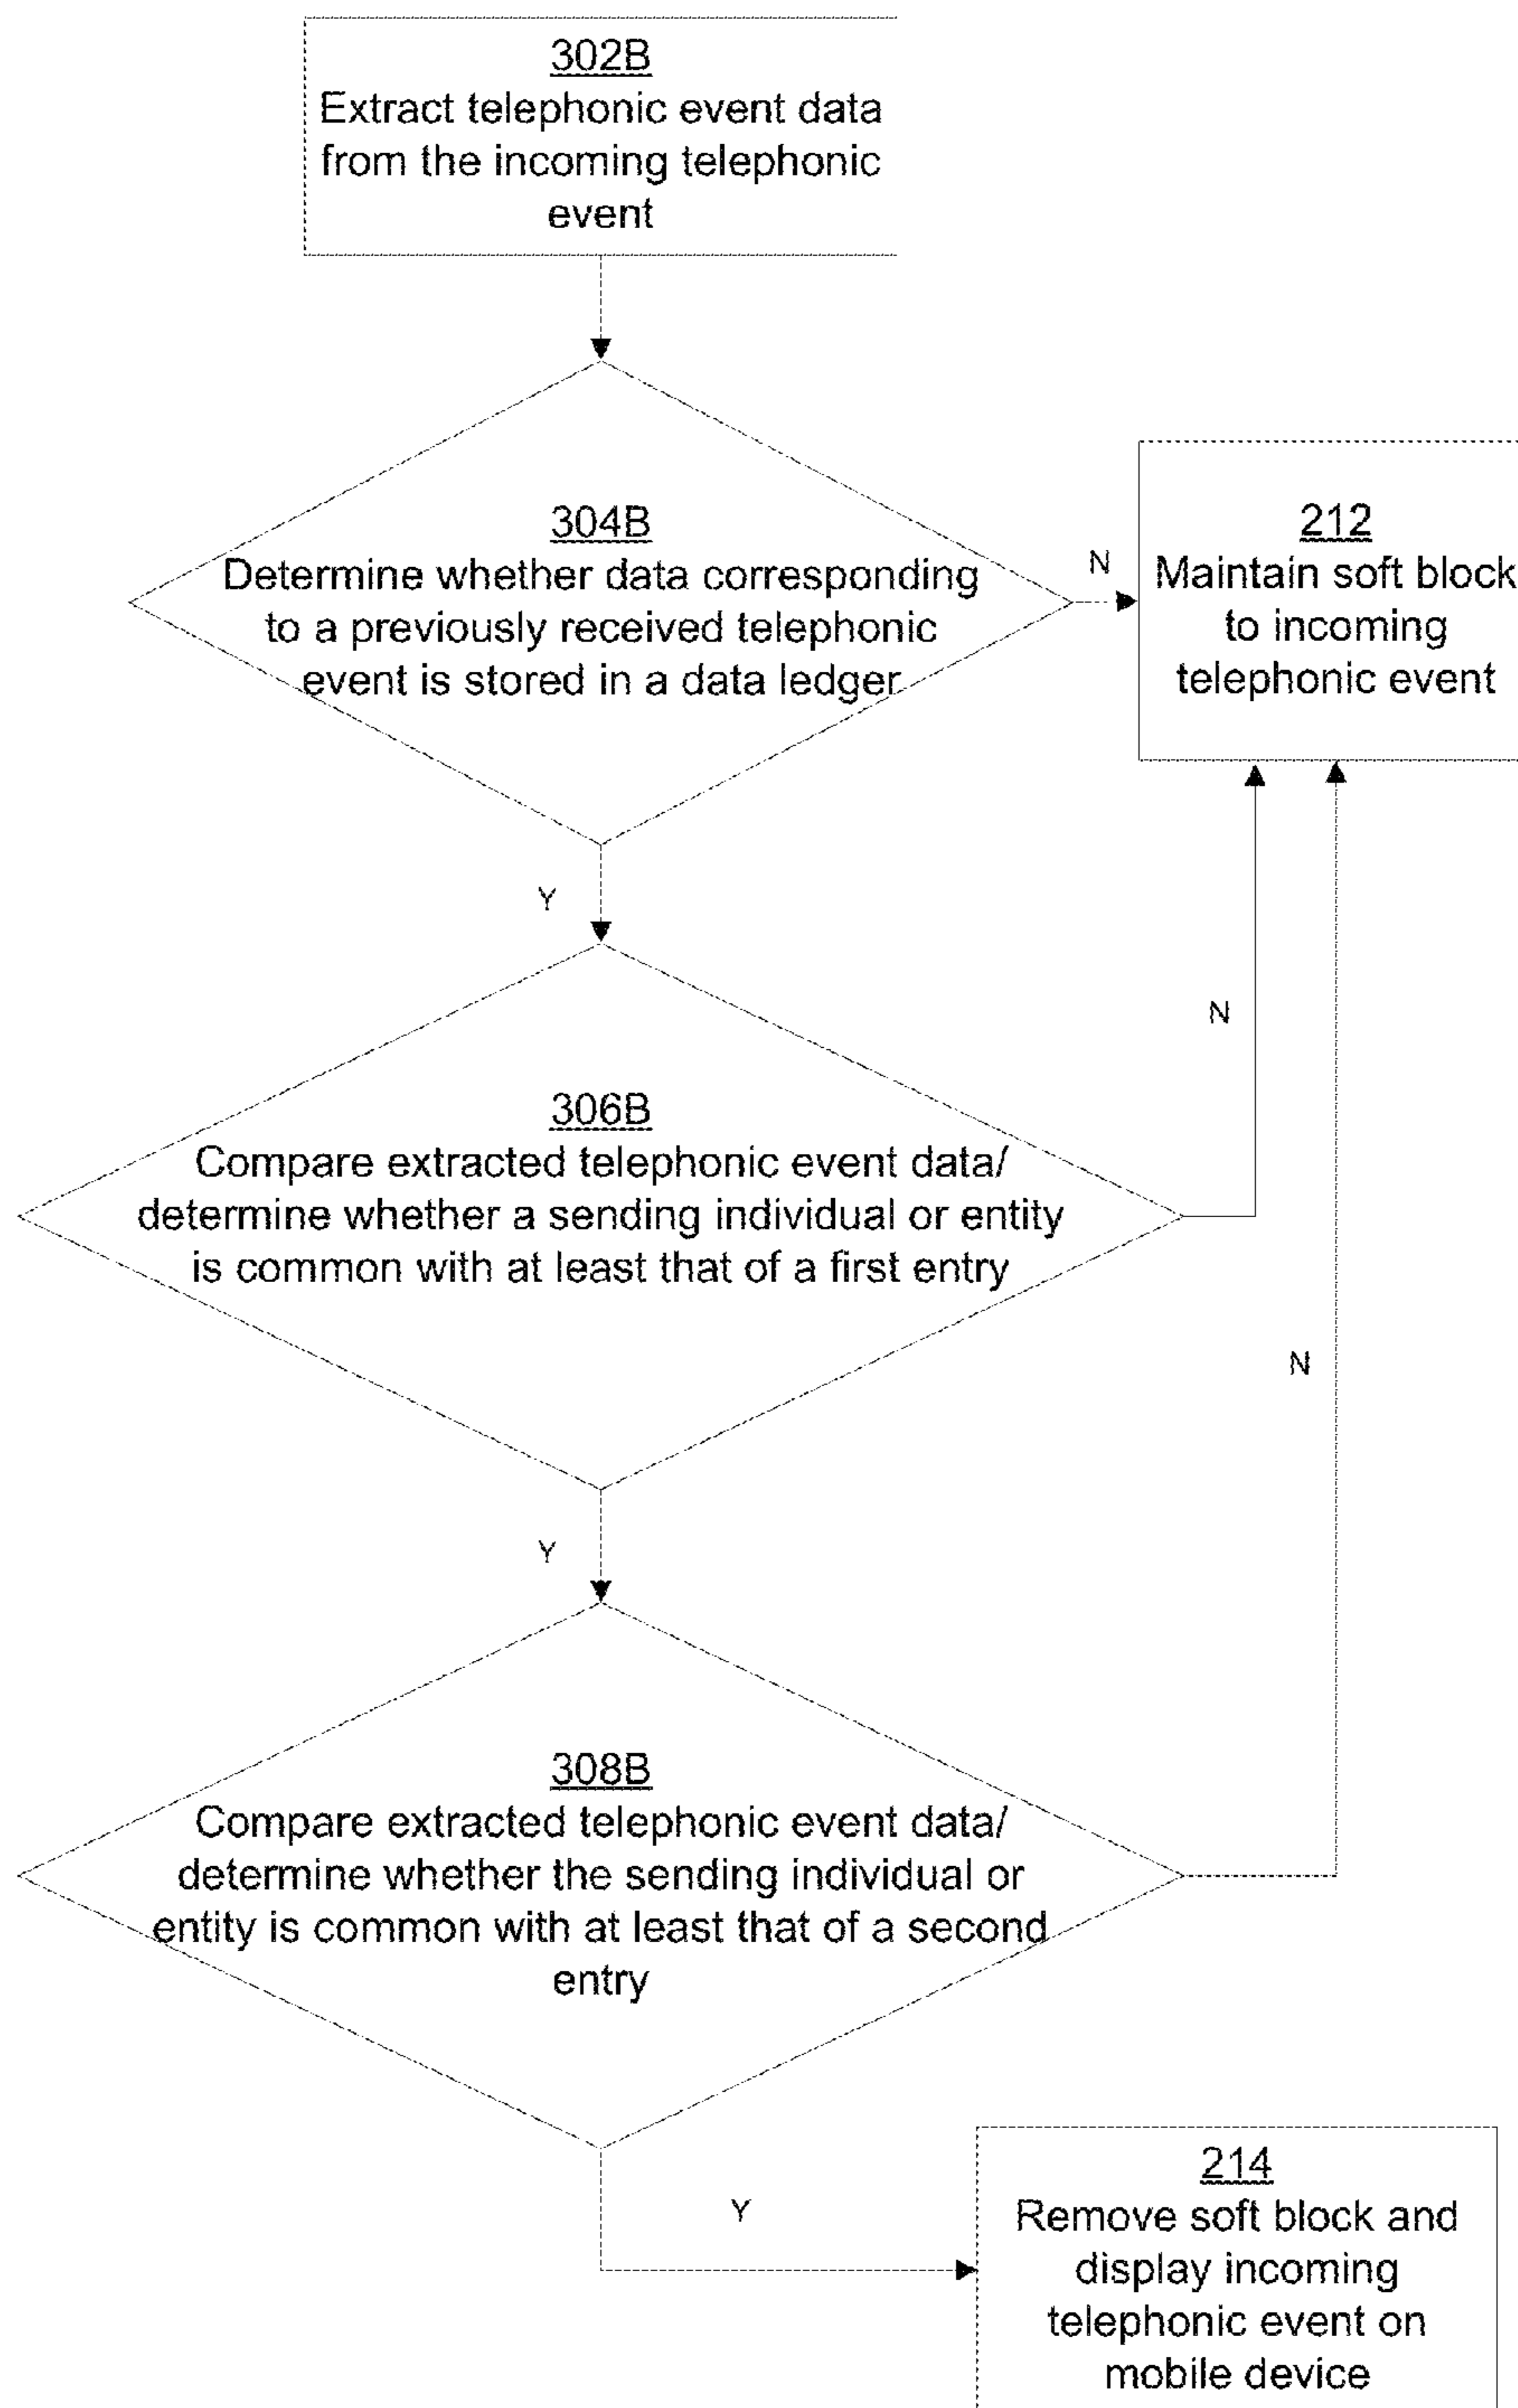 302B
Extract telephonic event data
from the incoming telephonic
event
304B
Determine whether data corresponding
to a previously received telephonic
event is stored in a data ledger
N
212
Maintain soft block
to incoming
telephonic event
Y
306B
Compare extracted telephonic event data/
determine whether a sending individual or entity
is common with at least that of a first entry
N
N
Y
308B
Compare extracted telephonic event data/
determine whether the sending individual or
entity is common with at least that of a second
entry
Y
214
Remove soft block and
display incoming
telephonic event on
mobile device